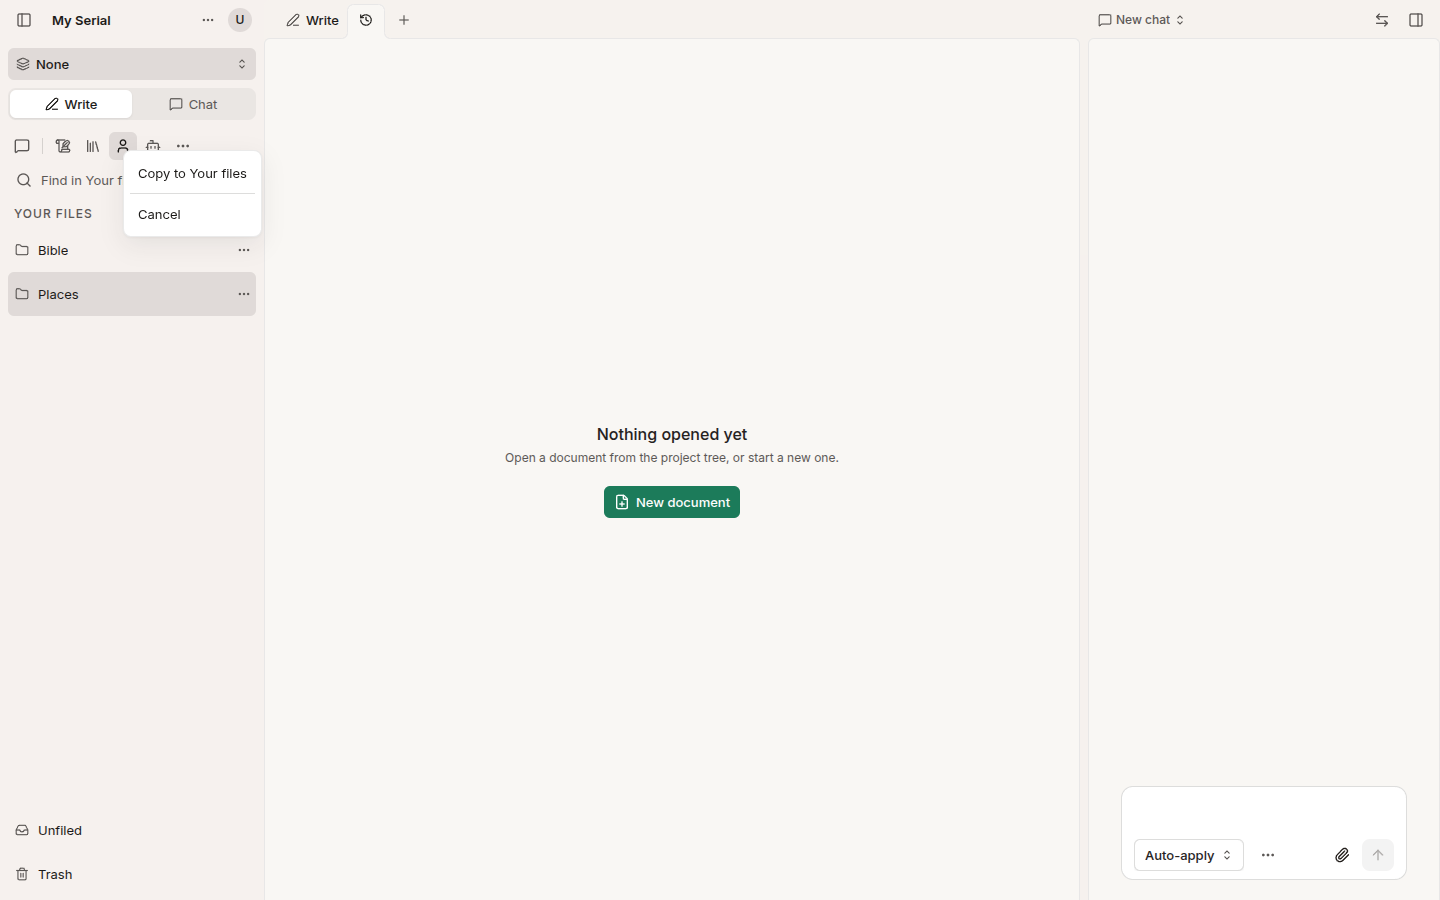 My Serial
U
None
Write
Chat
Find in Your f
YOUR FILES
Copy to Your files
Cancel
Bible
Places
Unfiled
Trash
Write
Nothing opened yet
Open a document from the project tree, or start a new one.
New document
New chat
Auto-apply